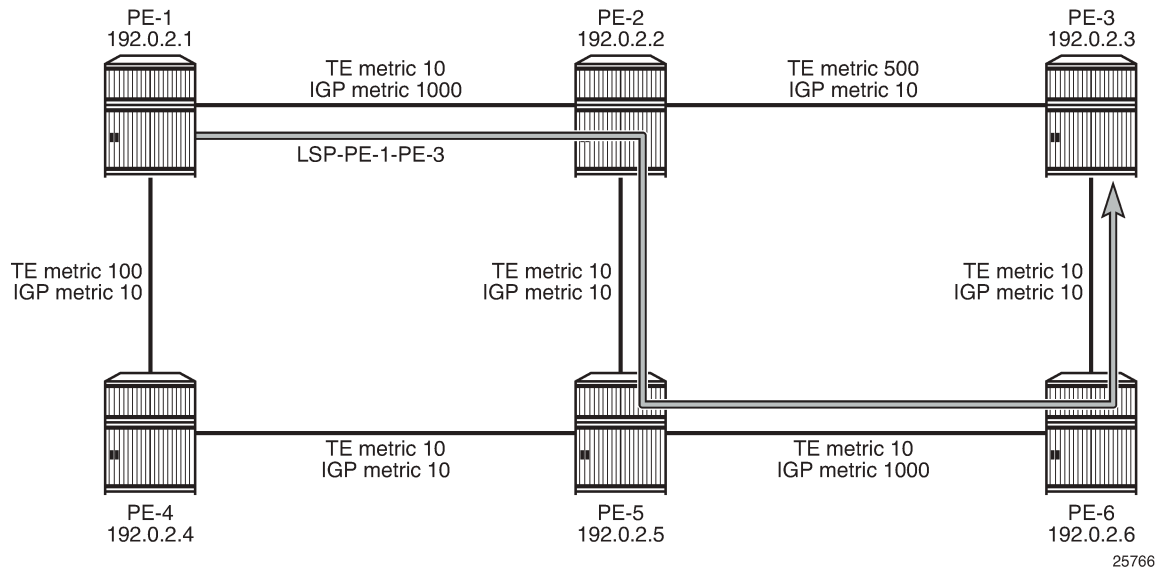 PE-1
192.0.2.1
PE-2
192.0.2.2
PE-3
192.0.2.3
TE metric 10
IGP metric 1000
TE metric 500
IGP metric 10
LSP-PE-1-PE-3
TE metric 100
IGP metric 10
TE metric 10
IGP metric 10
TE metric 10
IGP metric 10
TE metric 10
IGP metric 10
TE metric 10
IGP metric 1000
PE-4
192.0.2.4
PE-5
192.0.2.5
PE-6
192.0.2.6
25766